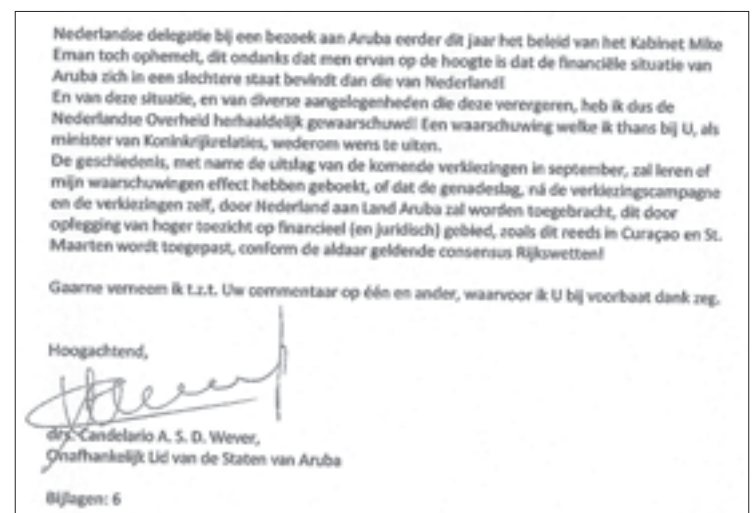 Nederlandse delegatie bij een bezoek aan Aruba eerder dit jaar het beleid van het Kabinet Mike
Eman toch ophemelt, dit ondanks dat men ervan op de hoogte is dat de financiële situatie van
Aruba zich in een slechtere staat bevindt dan die van Nederland!
En van deze situatie, en van diverse aangelegenheden die deze verergeren, heb ik dus de
Nederlandse Overheid herhaaldelijk gewaarschuwd! Een waarschuwing welke ik thans bij U, als
minister van Koninkrijkrelaties, wederom wens te uiten.
De geschiedenis, met name de uitslag van de komende verkiezingen in september, zal leren of
mijn waarschuwingen effect hebben geboekt, of dat de genadeslag, ná de verkiezingscampagne
en de verkiezingen zelf, door Nederland aan Land Aruba zal worden toegebracht, dit door
oplegging van hoger toezicht op financieel (en juridisch) gebied, zoals dit reeds in Curaçao en St.
Maarten wordt toegepast, conform de aldaar geldende consensus Rijkswetten!
Gaarne verneem ik t.z.t. Uw commentaar op één en ander, waarvoor ik U bij voorbaat dank zeg.
Hoogachtend,
drs. Candelario A. S. D. Wever,
Onafhankelijk Lid van de Staten van Aruba
Bijlagen: 6